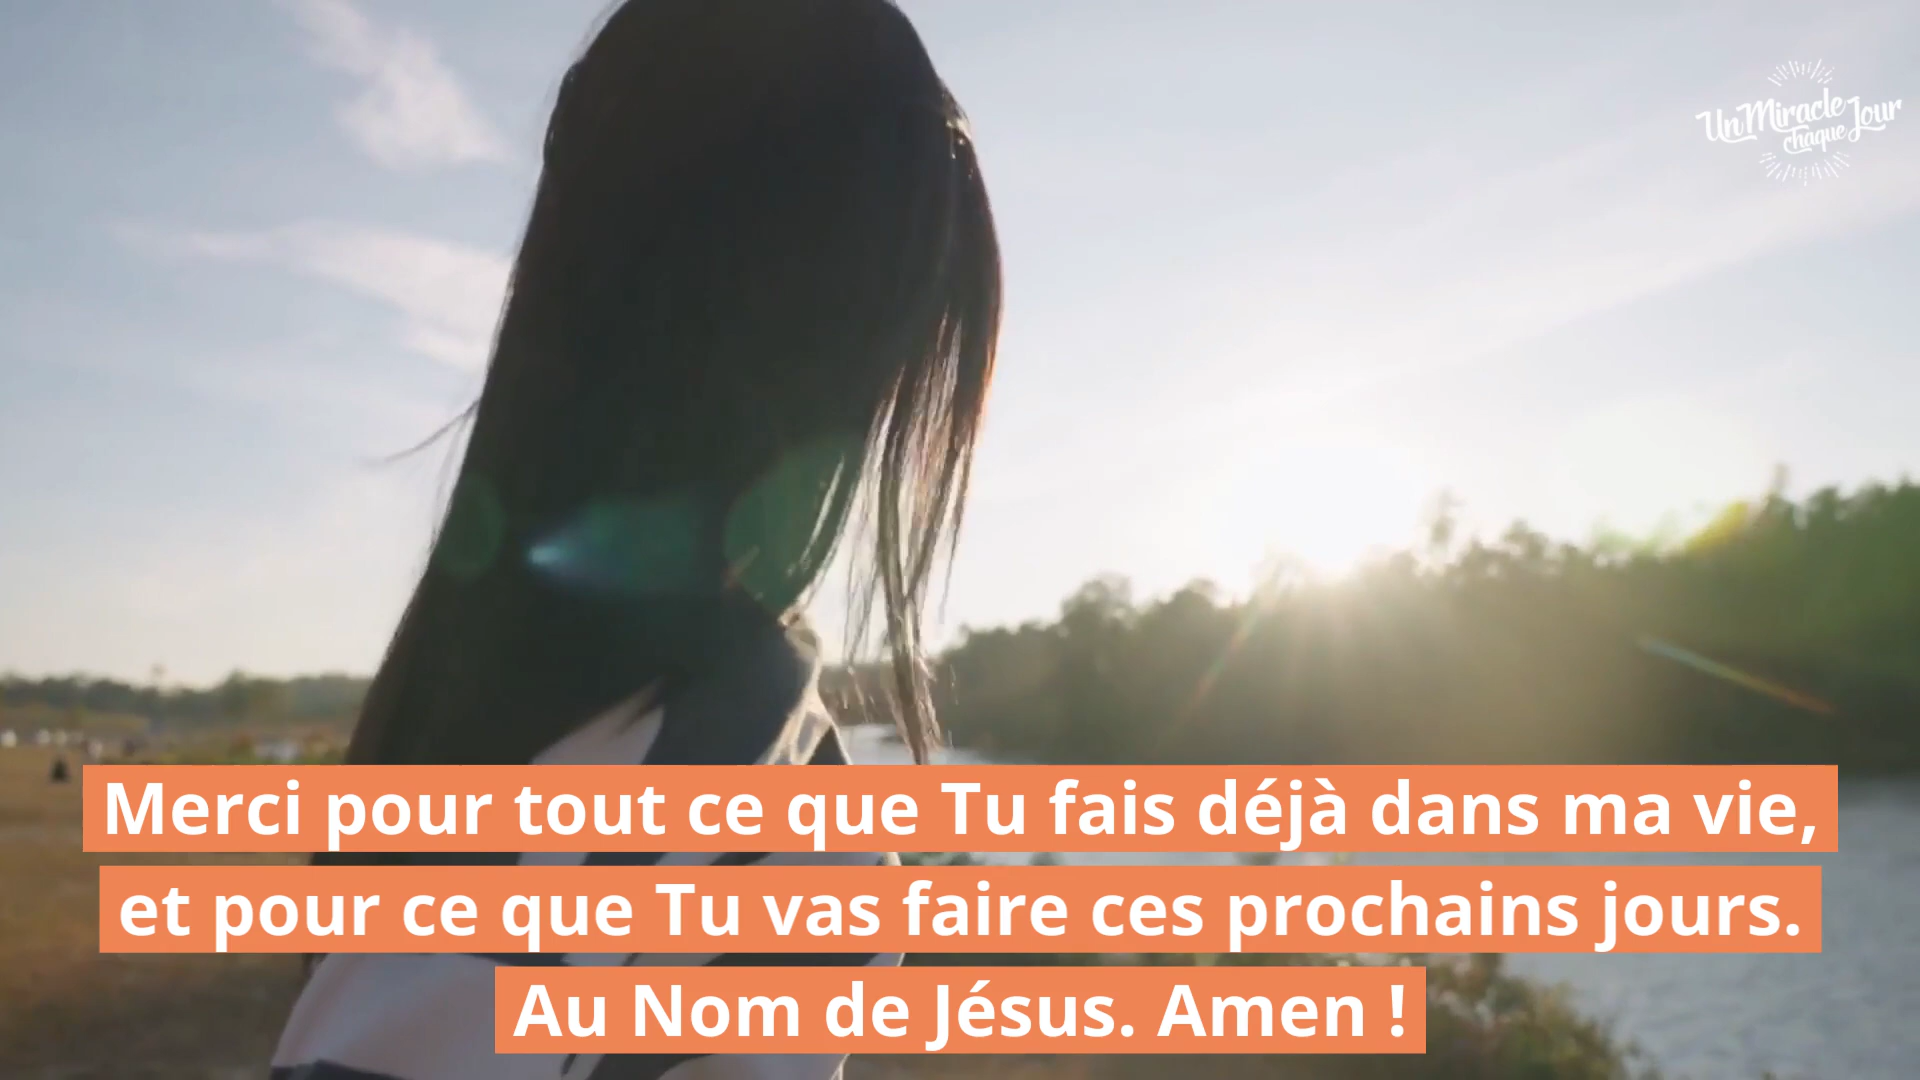 Un Miracle
chaque Jour
Merci pour tout ce que Tu fais déjà dans ma vie,
et pour ce que Tu vas faire ces prochains jours.
Au Nom de Jésus. Amen !